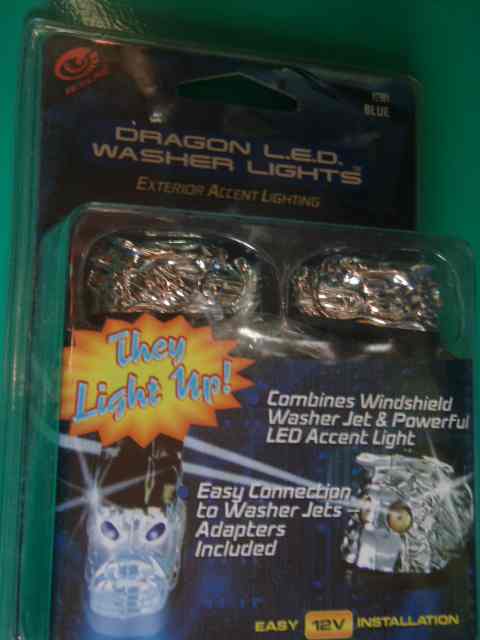 BLUE
DRAGON L.E.D.
WASHER LIGHTS™
EXTERIOR ACCENT LIGHTING
They
Light Up!
Combines Windshield
Washer Jet & Powerful
LED Accent Light
Easy Connection
to Washer Jets –
Adapters
Included
EASY 12V INSTALLATION